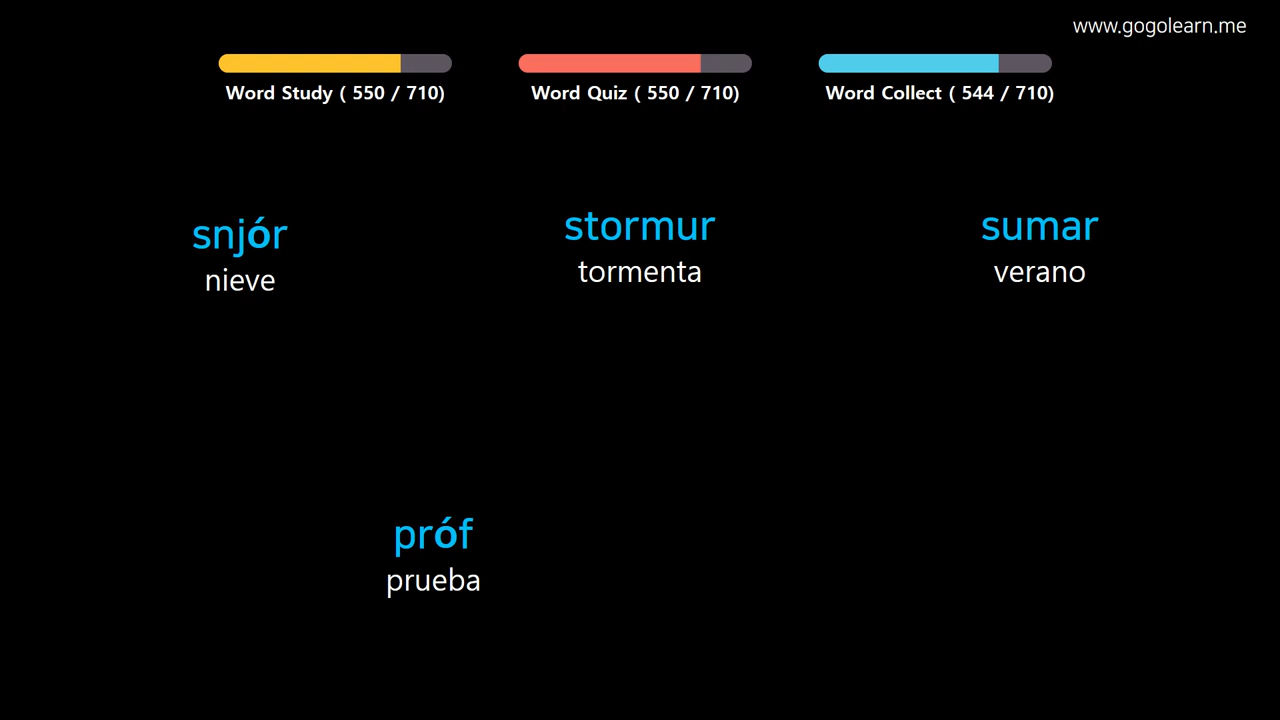 www.gogolearn.me
Word Study ( 550 / 710)
Word Quiz ( 550 / 710)
Word Collect ( 544 / 710)
snjór
nieve
stormur
tormenta
sumar
verano
próf
prueba